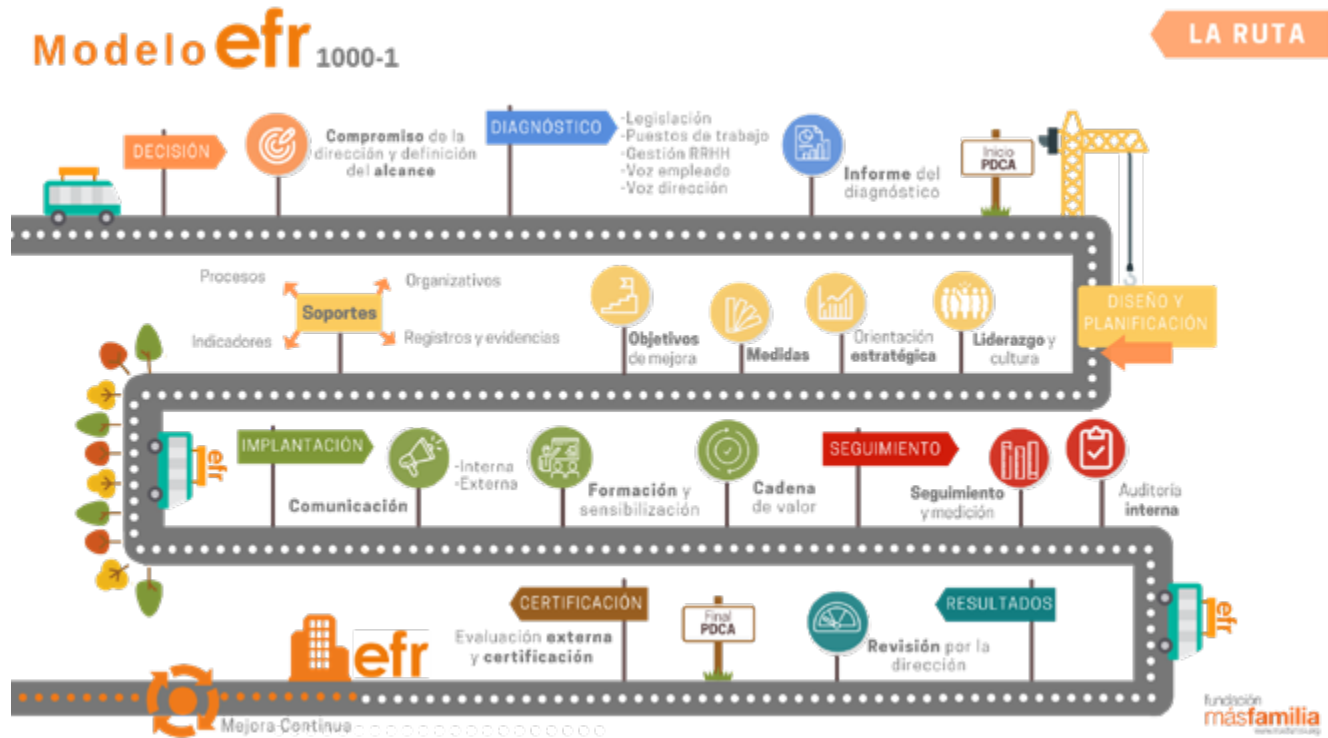 Modelo efr 1000-1
LA RUTA
DECISIÓN
Compromiso de la
dirección y definición
del alcance
DIAGNÓSTICO
-Legislación
-Puestos de trabajo
-Gestión RRHH
-Voz empleado
-Voz dirección
Informe del
diagnóstico
Inicio
PDCA
DISEÑO Y
PLANIFICACIÓN
Liderazgo y
cultura
Orientación
estratégica
Medidas
Objetivos
de mejora
Soportes
Procesos
Organizativos
Indicadores
Registros y evidencias
efr
IMPLANTACIÓN
Comunicación
-Interna
-Externa
Formación y
sensibilización
Cadena
de valor
SEGUIMIENTO
Seguimiento
y medición
Auditoría
interna
efr
RESULTADOS
Revisión por la
dirección
Final
PDCA
CERTIFICACIÓN
Evaluación externa
y certificación
efr
Mejora Continua
fundación
másfamilia